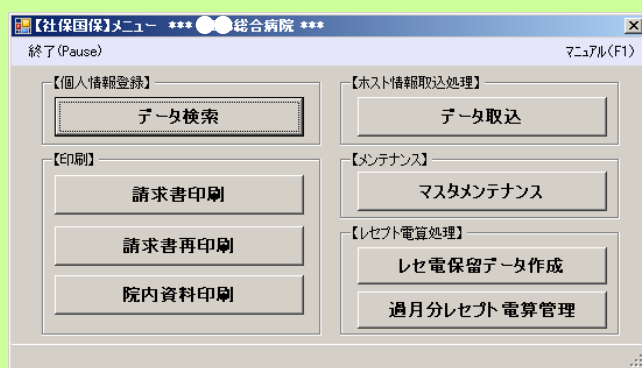 【社保国保】メニュー *** ●●総合病院 ***
終了(Pause)
マニュアル(F1)
【個人情報登録】
データ検索
【印刷】
請求書印刷
請求書再印刷
院内資料印刷
【ホスト情報取込処理】
データ取込
【メンテナンス】
マスタメンテナンス
【レセプト電算処理】
レセ電保留データ作成
過月分レセプト電算管理